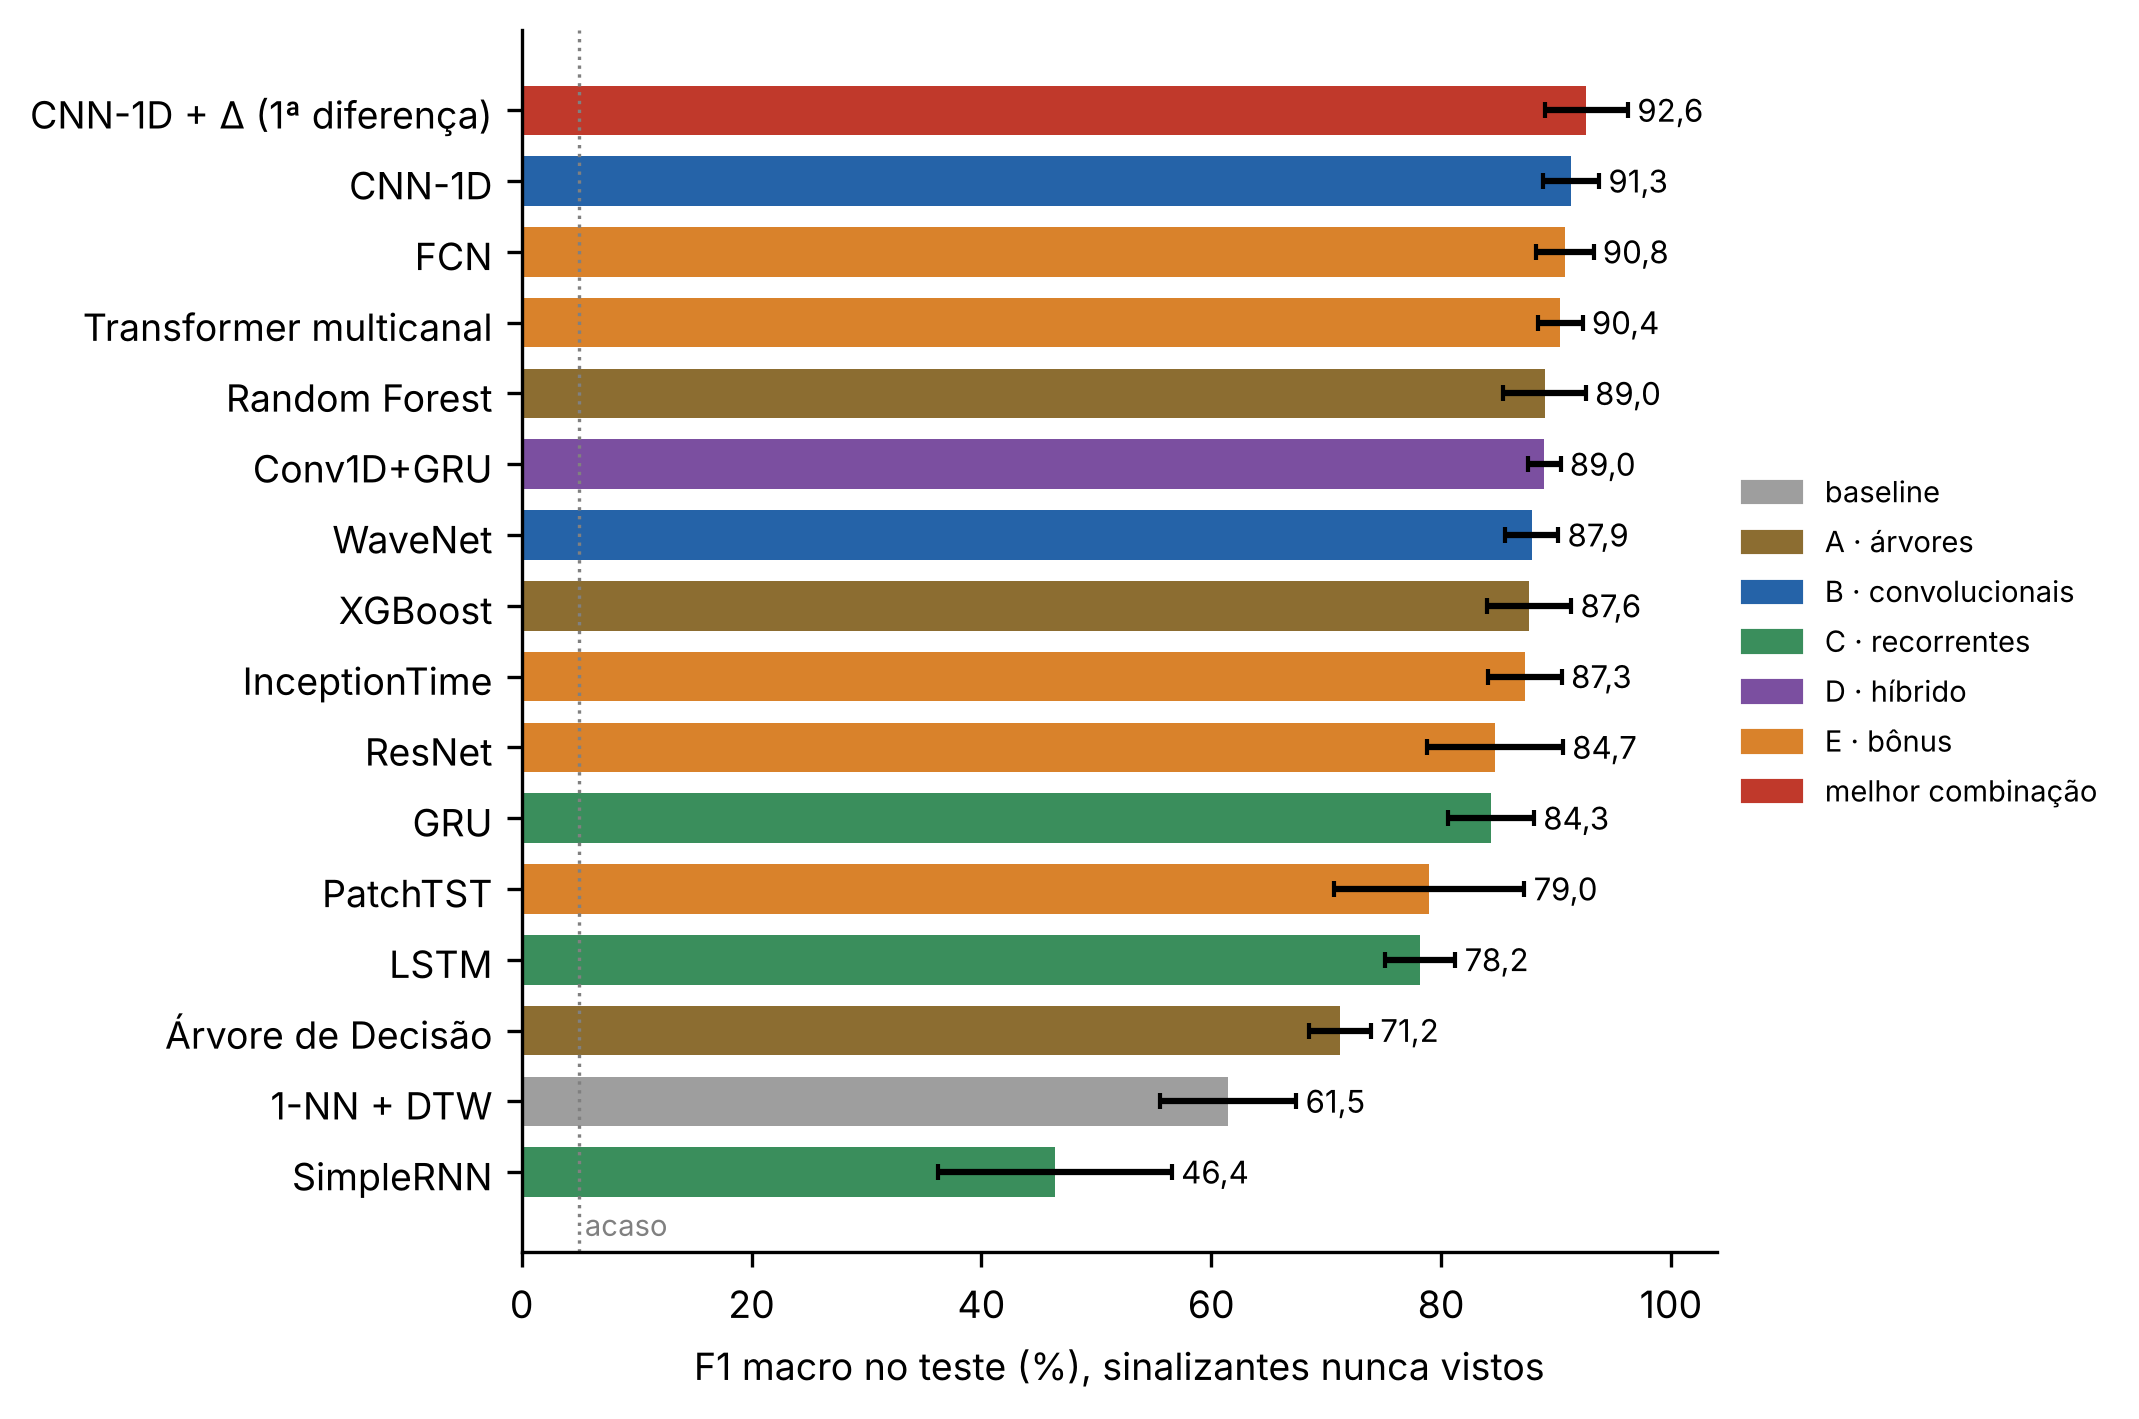 CNN-1D + Δ (1ª diferença) 92,6
CNN-1D 91,3
FCN 90,8
Transformer multicanal 90,4
Random Forest 89,0
Conv1D+GRU 89,0
WaveNet 87,9
XGBoost 87,6
InceptionTime 87,3
ResNet 84,7
GRU 84,3
PatchTST 79,0
LSTM 78,2
Árvore de Decisão 71,2
1-NN + DTW 61,5
SimpleRNN 46,4
acaso
0 20 40 60 80 100
F1 macro no teste (%), sinalizantes nunca vistos
baseline
A · árvores
B · convolucionais
C · recorrentes
D · híbrido
E · bônus
melhor combinação